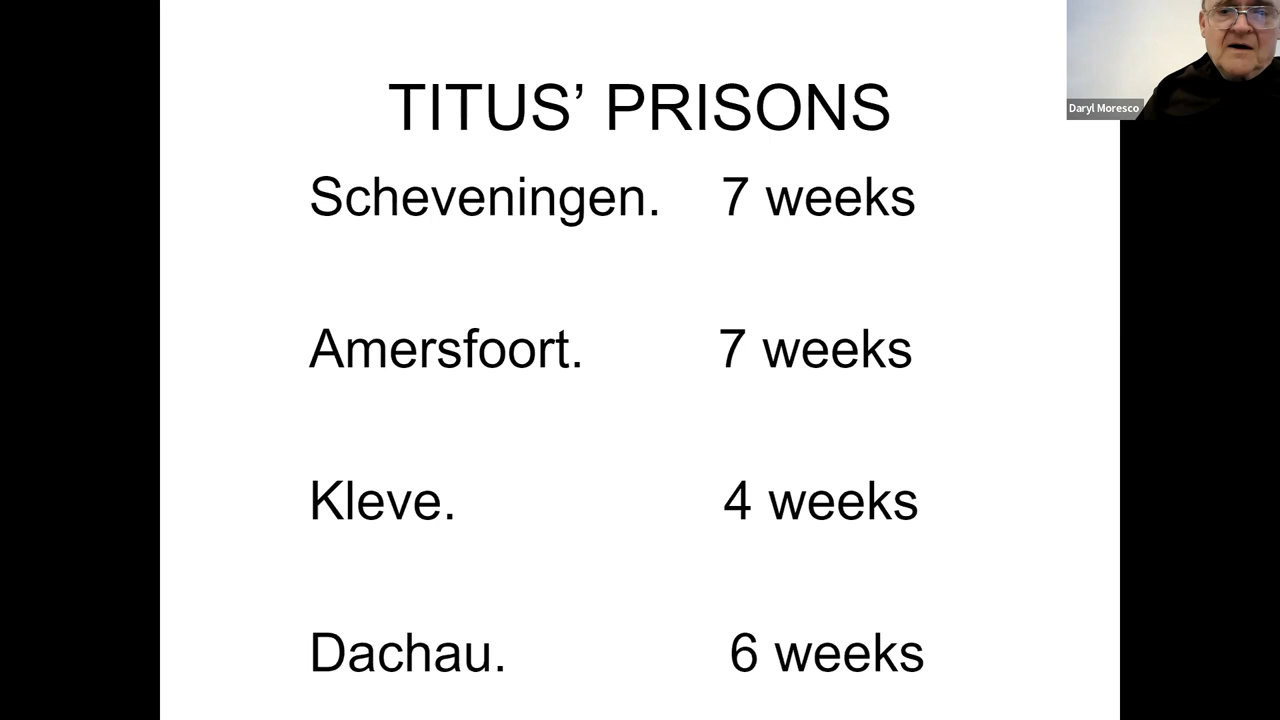 TITUS’ PRISONS
Daryl Moresco
Scheveningen. 7 weeks
Amersfoort. 7 weeks
Kleve. 4 weeks
Dachau. 6 weeks